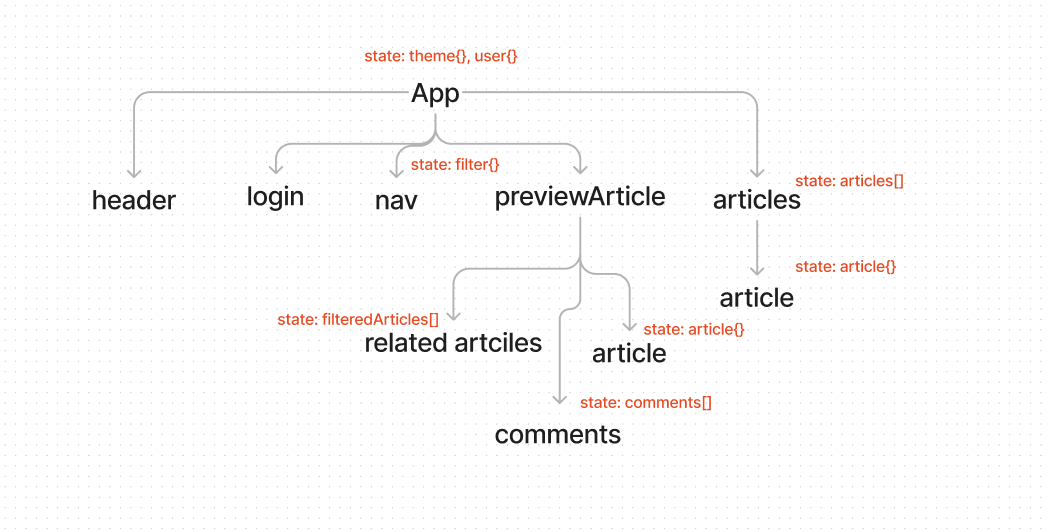 state: theme{}, user{}
App
state: filter{}
header
login
nav
previewArticle
state: articles[]
articles
state: article{}
article
state: filteredArticles[]
related artciles
state: article{}
article
state: comments[]
comments